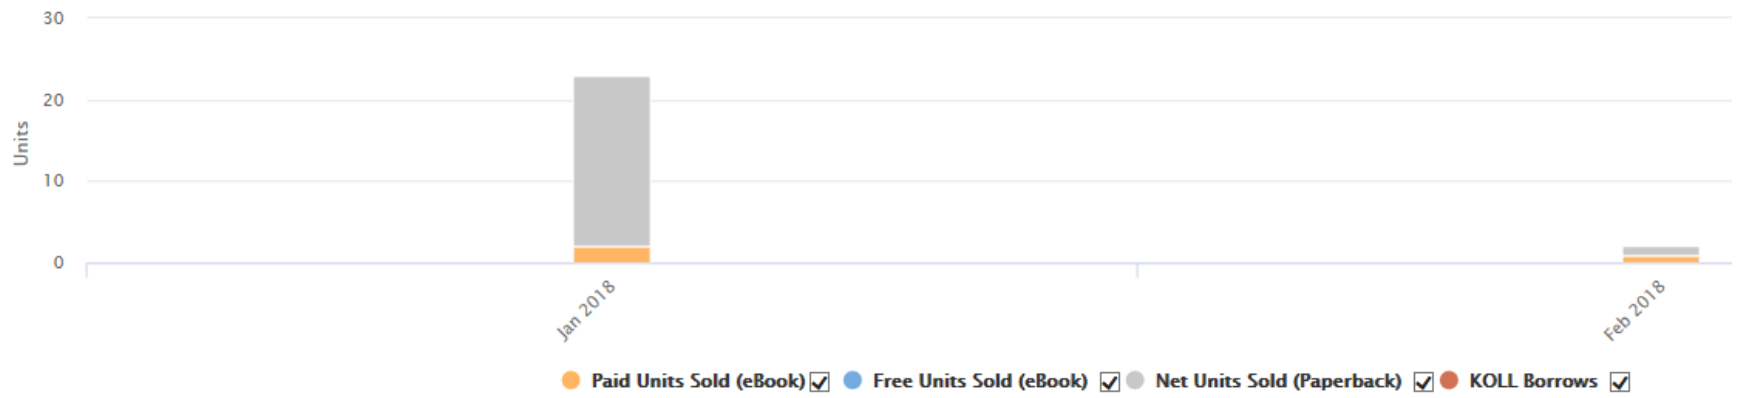 30
20
10
0
Units
Jan 2018
Feb 2018
Paid Units Sold (eBook) Free Units Sold (eBook) Net Units Sold (Paperback) KOLL Borrows